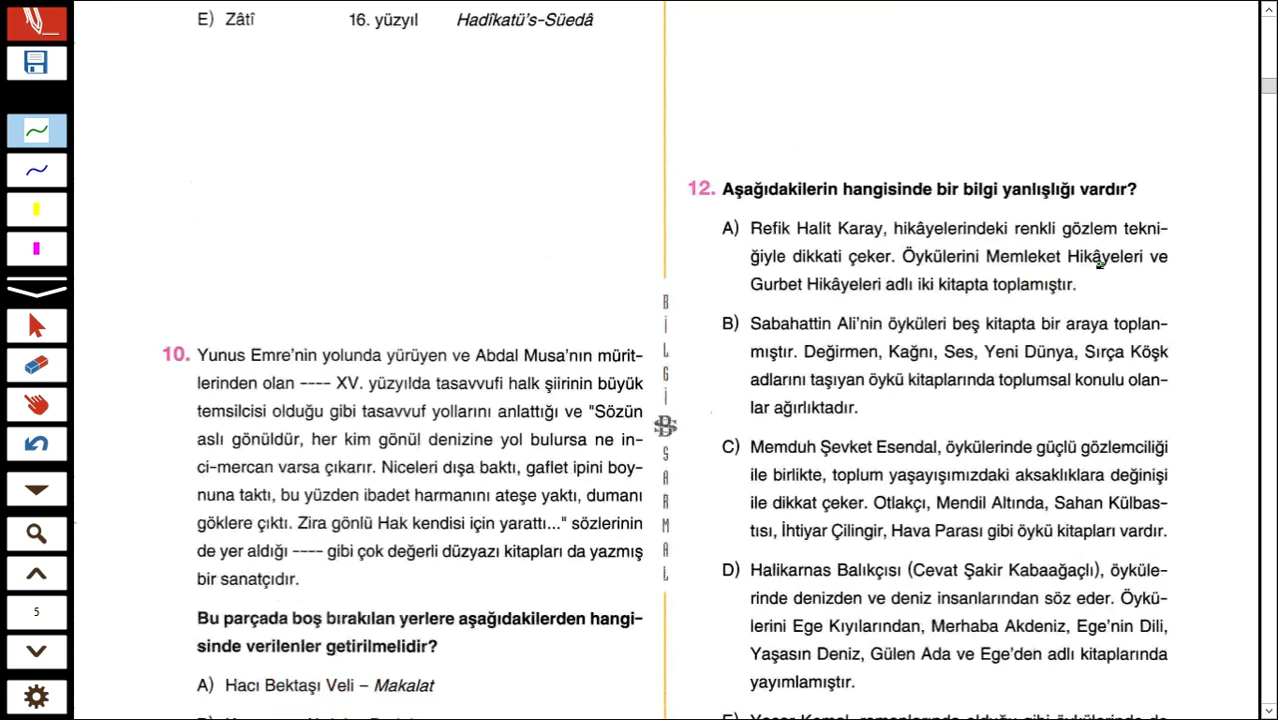 E) Zâtî 16. yüzyıl Hadîkatü's-Süedâ
10. Yunus Emre'nin yolunda yürüyen ve Abdal Musa'nın mürit-
lerinden olan ---- XV. yüzyılda tasavvufi halk şiirinin büyük
temsilcisi olduğu gibi tasavvuf yollarını anlattığı ve "Sözün
aslı gönüldür, her kim gönül denizine yol bulursa ne in-
ci-mercan varsa çıkarır. Niceleri dışa baktı, gaflet ipini boy-
nuna taktı, bu yüzden ibadet harmanını ateşe yaktı, dumanı
göklere çıktı. Zira gönlü Hak kendisi için yarattı..." sözlerinin
de yer aldığı ---- gibi çok değerli düzyazı kitapları da yazmış
bir sanatçıdır.
Bu parçada boş bırakılan yerlere aşağıdakilerden hangi-
sinde verilenler getirilmelidir?
A) Hacı Bektaşı Veli – Makalat
BİLGİ
SARMAL
12. Aşağıdakilerin hangisinde bir bilgi yanlışlığı vardır?
A) Refik Halit Karay, hikâyelerindeki renkli gözlem tekni-
ğiyle dikkati çeker. Öykülerini Memleket Hikâyeleri ve
Gurbet Hikâyeleri adlı iki kitapta toplamıştır.
B) Sabahattin Ali'nin öyküleri beş kitapta bir araya toplan-
mıştır. Değirmen, Kağnı, Ses, Yeni Dünya, Sırça Köşk
adlarını taşıyan öykü kitaplarında toplumsal konulu olan-
lar ağırlıktadır.
C) Memduh Şevket Esendal, öykülerinde güçlü gözlemciliği
ile birlikte, toplum yaşayışımızdaki aksaklıklara değinişi
ile dikkat çeker. Otlakçı, Mendil Altında, Sahan Külbas-
tısı, İhtiyar Çilingir, Hava Parası gibi öykü kitapları vardır.
D) Halikarnas Balıkçısı (Cevat Şakir Kabaağaçlı), öyküle-
rinde denizden ve deniz insanlarından söz eder. Öykü-
lerini Ege Kıyılarından, Merhaba Akdeniz, Ege'nin Dili,
Yaşasın Deniz, Gülen Ada ve Ege'den adlı kitaplarında
yayımlamıştır.
5